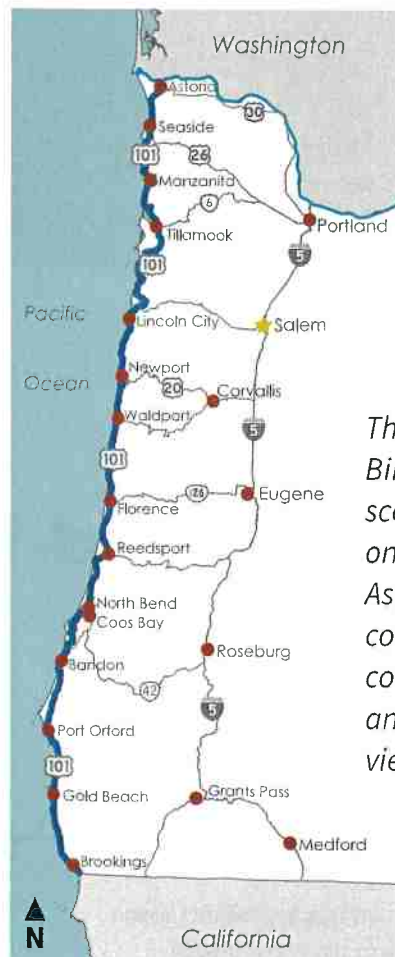 Washington
Astoria
30
Seaside
101
26
Manzanita
6
Tillamook
Portland
5
101
Pacific
Lincoln City
Salem
Ocean
Newport
20
Corvallis
Waldport
5
101
Florence
126
Eugene
Reedsport
North Bend
Coos Bay
Bandon
Roseburg
42
5
Port Orford
101
Gold Beach
Grants Pass
Brookings
Medford
N
California
Th
Bi
sc
on
As
co
co
an
vie